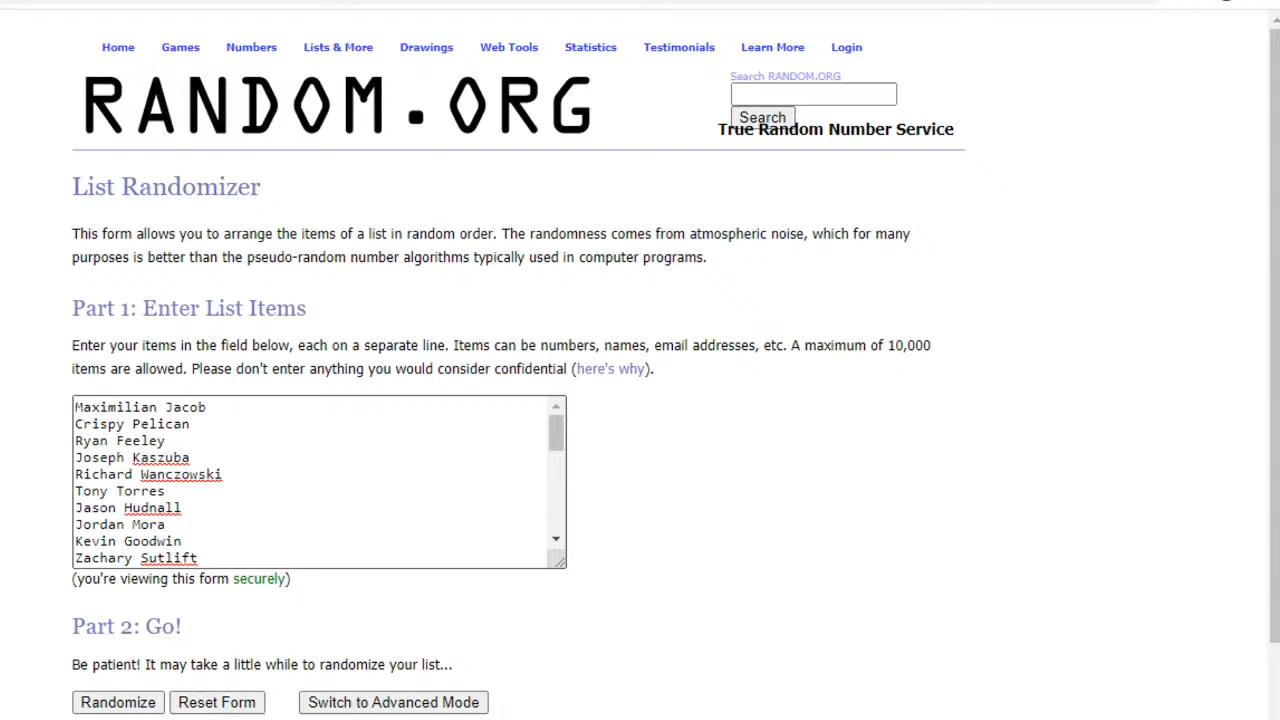 Home Games Numbers Lists & More Drawings Web Tools Statistics Testimonials Learn More Login
RANDOM.ORG
Search RANDOM.ORG
Search
True Random Number Service
List Randomizer
This form allows you to arrange the items of a list in random order. The randomness comes from atmospheric noise, which for many
purposes is better than the pseudo-random number algorithms typically used in computer programs.
Part 1: Enter List Items
Enter your items in the field below, each on a separate line. Items can be numbers, names, email addresses, etc. A maximum of 10,000
items are allowed. Please don't enter anything you would consider confidential (here's why).
Maximilian Jacob
Crispy Pelican
Ryan Feeley
Joseph Kaszuba
Richard Wanczowski
Tony Torres
Jason Hudnall
Jordan Mora
Kevin Goodwin
Zachary Sutlift
(you're viewing this form securely)
Part 2: Go!
Be patient! It may take a little while to randomize your list...
Randomize Reset Form Switch to Advanced Mode